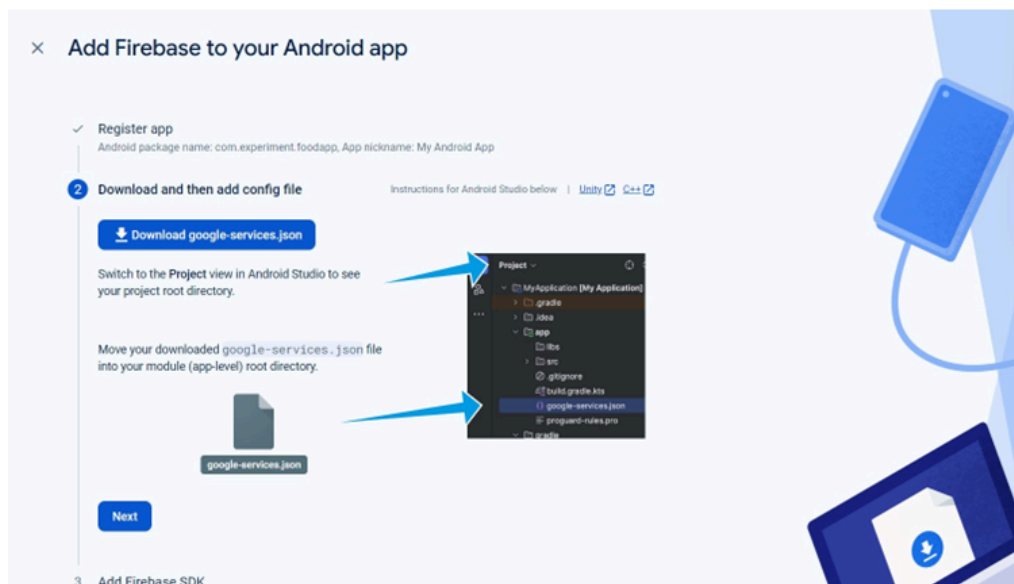 Add Firebase to your Android app
Register app
Android package name: com.experiment.foodapp, App nickname: My Android App
2 Download and then add config file
Instructions for Android Studio below | Unity C++
Download google-services.json
Switch to the Project view in Android Studio to see
your project root directory.
Move your downloaded google-services.json file
into your module (app-level) root directory.
google-services.json
Project
MyApplication [My Application]
.gradle
.idea
app
libs
src
.gitignore
build.gradle.kts
google-services.json
proguard-rules.pro
gradle
Next
3 Add Firebase SDK